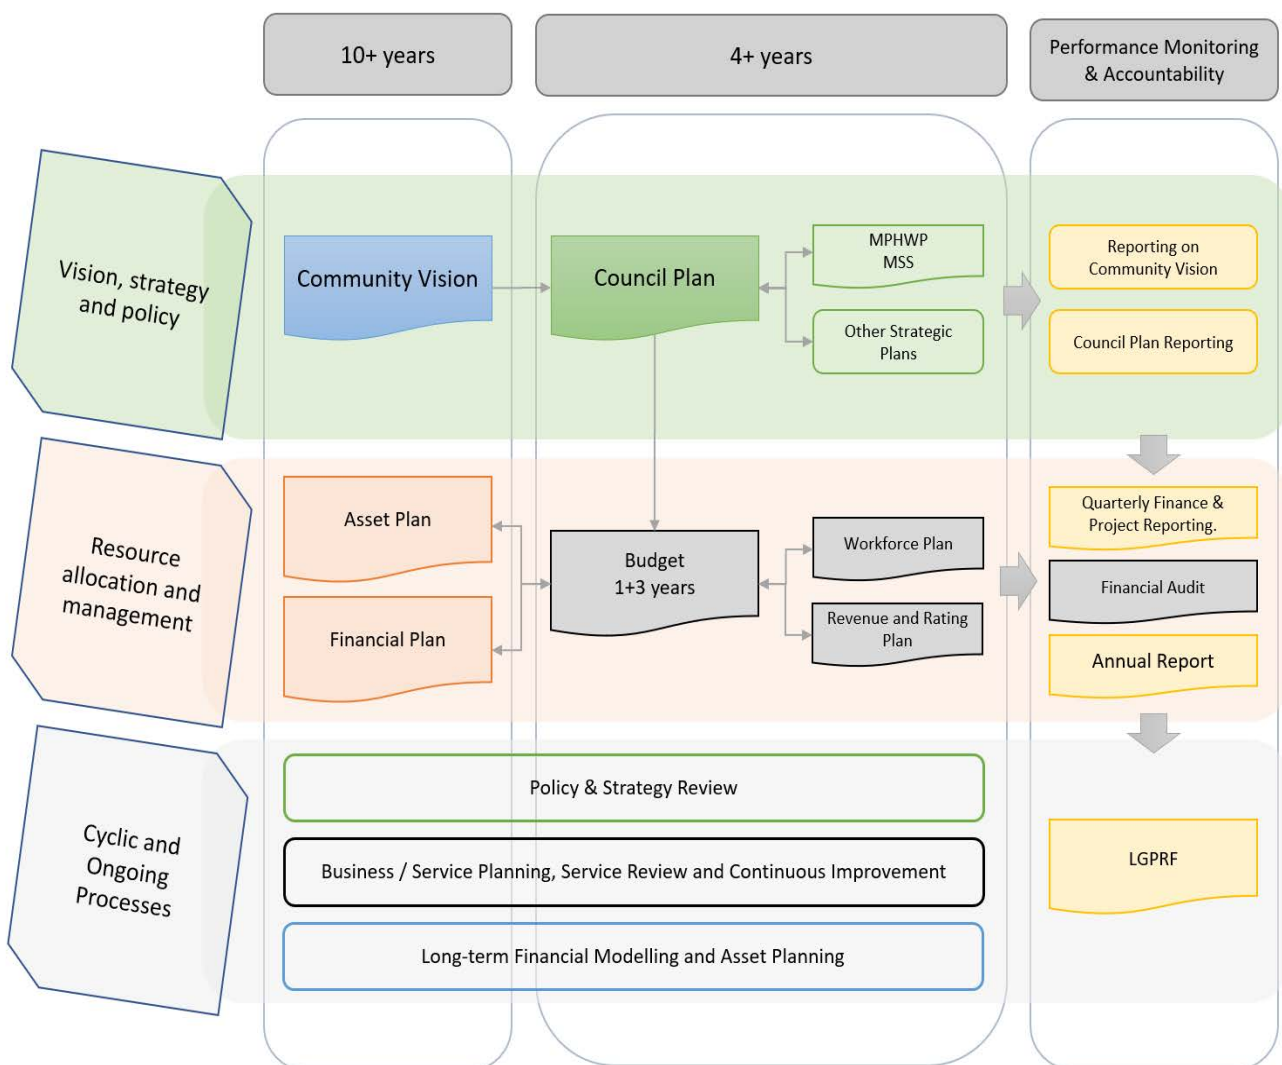 10+ years
4+ years
Performance Monitoring
& Accountability
Vision, strategy
and policy
Community Vision
Council Plan
MPHWP
MSS
Other Strategic
Plans
Reporting on
Community Vision
Council Plan Reporting
Resource
allocation and
management
Asset Plan
Financial Plan
Budget
1+3 years
Workforce Plan
Revenue and Rating
Plan
Quarterly Finance &
Project Reporting.
Financial Audit
Annual Report
Cyclic and
Ongoing
Processes
Policy & Strategy Review
Business / Service Planning, Service Review and Continuous Improvement
Long-term Financial Modelling and Asset Planning
LGPRF